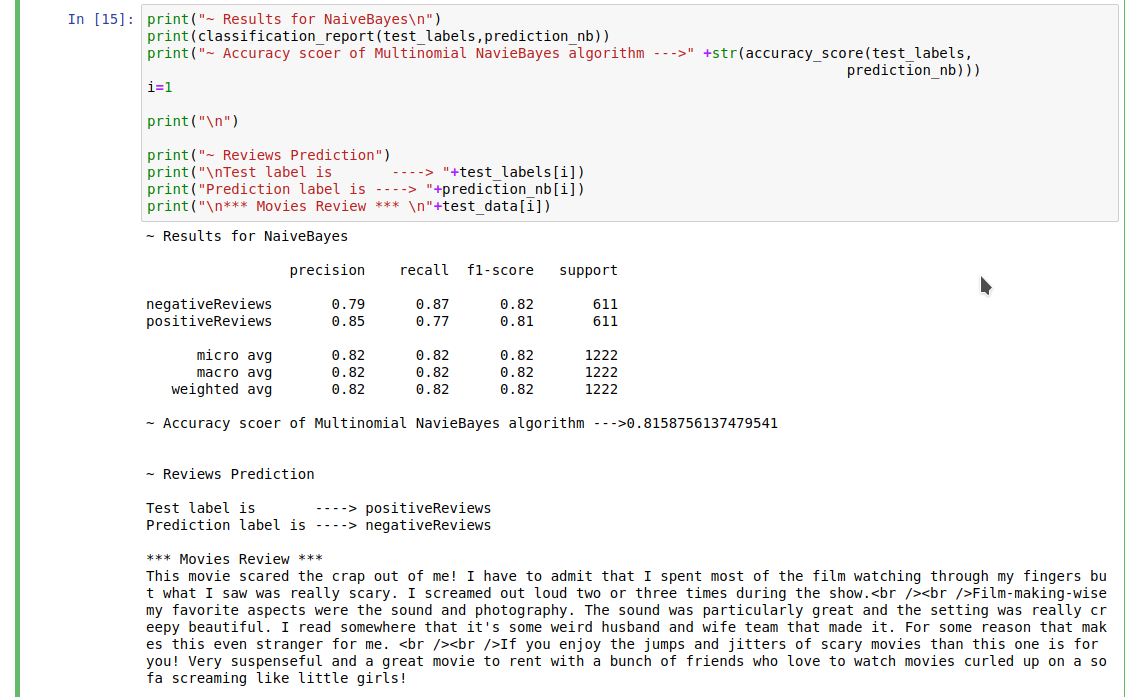 In [15]: print("~ Results for NaiveBayes\n")
print(classification_report(test_labels,prediction_nb))
print("~ Accuracy scoer of Multinomial NavieBayes algorithm --->" +str(accuracy_score(test_labels,
prediction_nb)))
i=1
print("\n")
print("~ Reviews Prediction")
print("\nTest label is       ----> "+test_labels[i])
print("Prediction label is ----> "+prediction_nb[i])
print("\n*** Movies Review *** \n"+test_data[i])
~ Results for NaiveBayes
precision    recall  f1-score   support
negativeReviews       0.79      0.87      0.82       611
positiveReviews       0.85      0.77      0.81       611
micro avg       0.82      0.82      0.82      1222
macro avg       0.82      0.82      0.82      1222
weighted avg       0.82      0.82      0.82      1222
~ Accuracy scoer of Multinomial NavieBayes algorithm --->0.8158756137479541
~ Reviews Prediction
Test label is       ----> positiveReviews
Prediction label is ----> negativeReviews
*** Movies Review ***
This movie scared the crap out of me! I have to admit that I spent most of the film watching through my fingers bu
t what I saw was really scary. I screamed out loud two or three times during the show.<br /><br />Film-making-wise
my favorite aspects were the sound and photography. The sound was particularly great and the setting was really cr
eepy beautiful. I read somewhere that it's some weird husband and wife team that made it. For some reason that mak
es this even stranger for me. <br /><br />If you enjoy the jumps and jitters of scary movies than this one is for
you! Very suspenseful and a great movie to rent with a bunch of friends who love to watch movies curled up on a so
fa screaming like little girls!